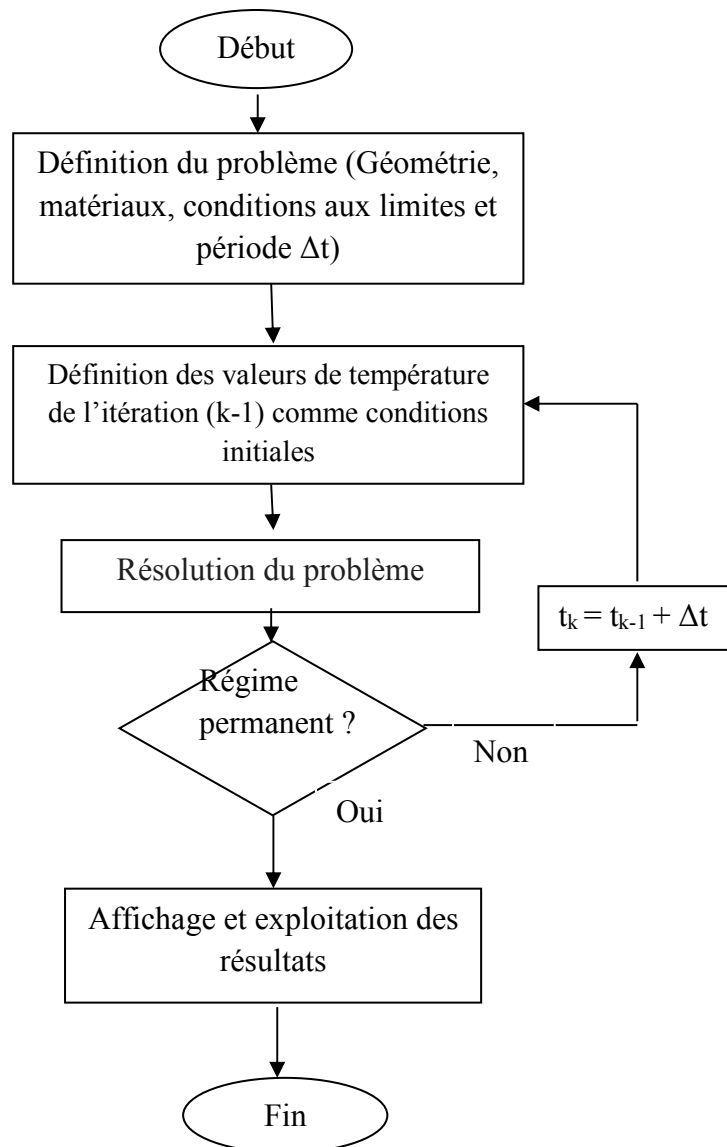 Début
Définition du problème (Géométrie,
matériaux, conditions aux limites et
période Δt)
Définition des valeurs de température
de l’itération (k-1) comme conditions
initiales
Résolution du problème
tk = tk-1 + Δt
Régime
permanent ?
Non
Oui
Affichage et exploitation des
résultats
Fin